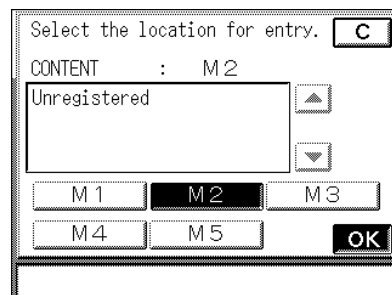 Select the location for entry. C
CONTENT : M2
Unregistered
M1 M2 M3
M4 M5
OK